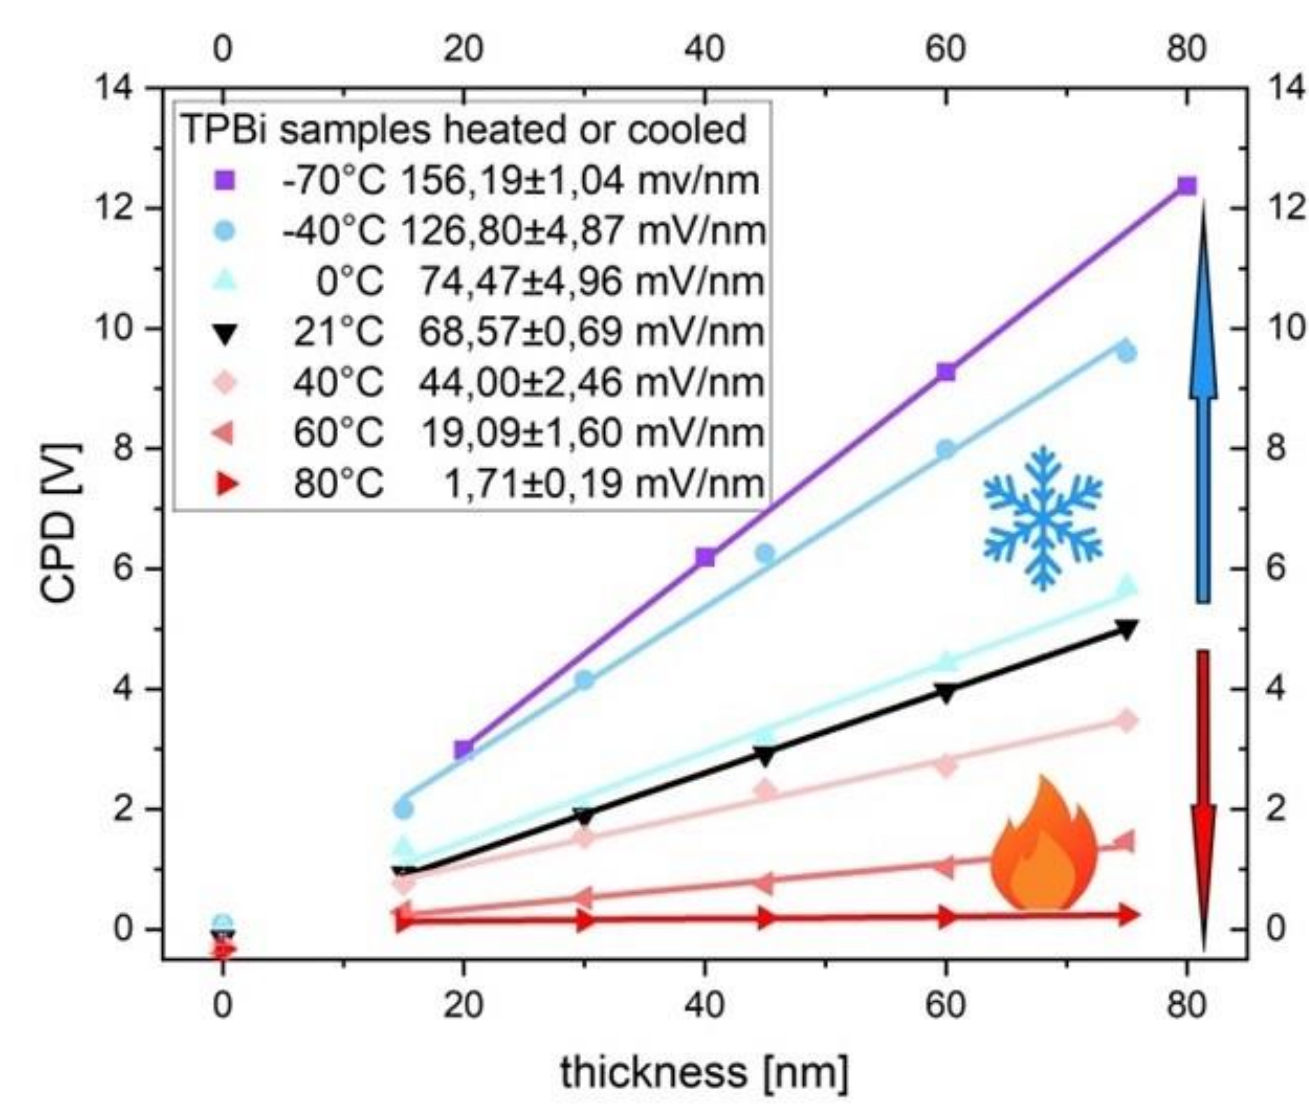 0 20 40 60 80
14 14
TPBi samples heated or cooled
-70°C 156,19±1,04 mv/nm
12 12
-40°C 126,80±4,87 mV/nm
0°C 74,47±4,96 mV/nm
10 21°C 68,57±0,69 mV/nm 10
40°C 44,00±2,46 mV/nm
60°C 19,09±1,60 mV/nm
8 8
80°C 1,71±0,19 mV/nm
CPD [V]
6 6
4 4
2 2
0 0
0 20 40 60 80
thickness [nm]